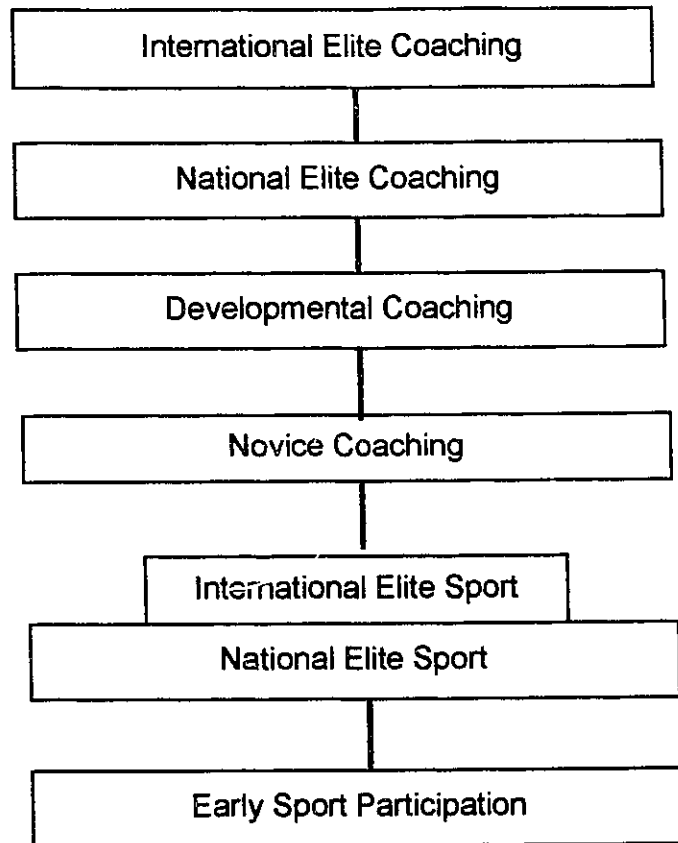 International Elite Coaching
National Elite Coaching
Developmental Coaching
Novice Coaching
International Elite Sport
National Elite Sport
Early Sport Participation